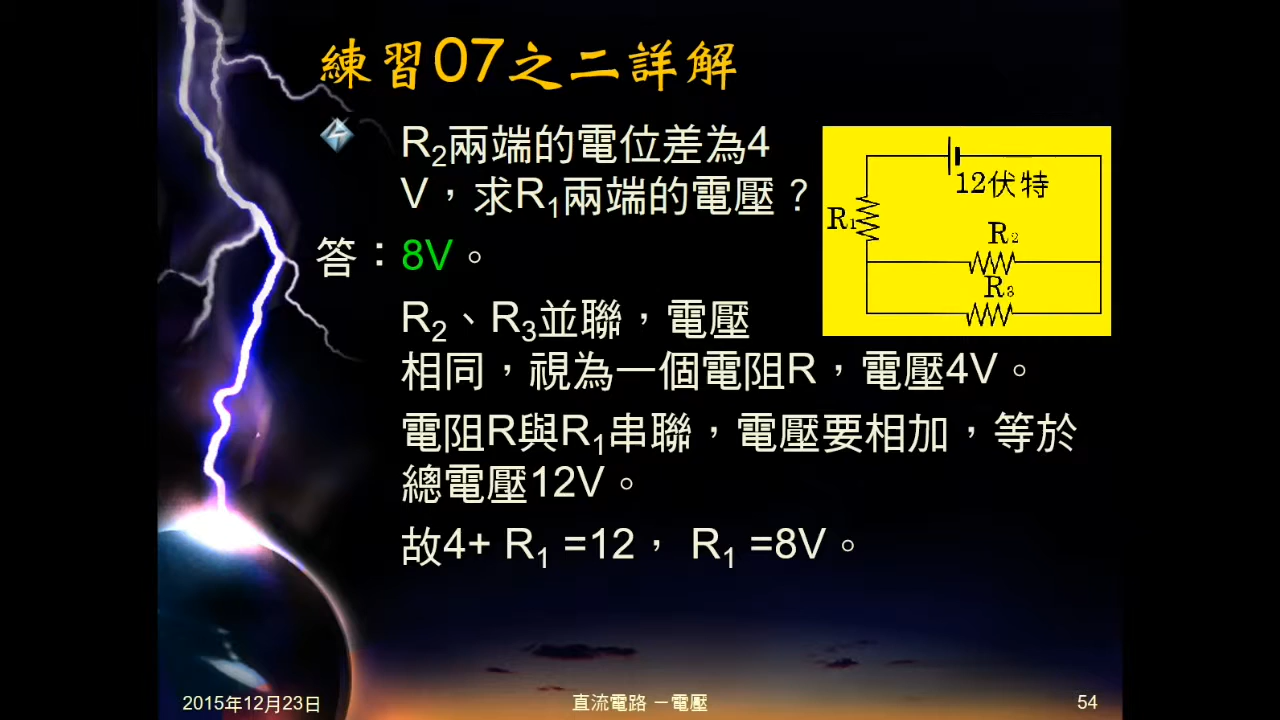 練習07之二詳解
R₂兩端的電位差為4
V，求R₁兩端的電壓？
答：8V。
12伏特
R₁
R₂
R₃
R₂、R₃並聯，電壓
相同，視為一個電阻R，電壓4V。
電阻R與R₁串聯，電壓要相加，等於
總電壓12V。
故4+ R₁ =12， R₁ =8V。
2015年12月23日
直流電路 －電壓
54